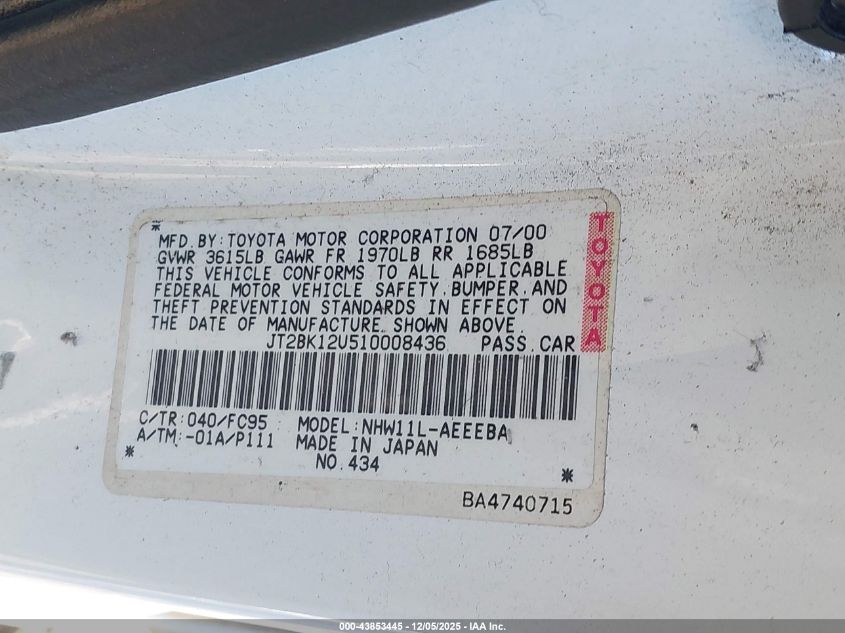 *
MFD. BY: TOYOTA MOTOR CORPORATION 07/00
GVWR 3615LB GAWR FR 1970LB RR 1685LB
THIS VEHICLE CONFORMS TO ALL APPLICABLE
FEDERAL MOTOR VEHICLE SAFETY, BUMPER, AND
THEFT PREVENTION STANDARDS IN EFFECT ON
THE DATE OF MANUFACTURE SHOWN ABOVE.
JT2BK12U510008436 PASS. CAR
TOYOTA
C/TR: 040/FC95 MODEL: NHW11L-AEEEBA
A/TM: -01A/P111 MADE IN JAPAN
* NO. 434 *
BA4740715
000-43853445 - 12/05/2025 - IAA Inc.